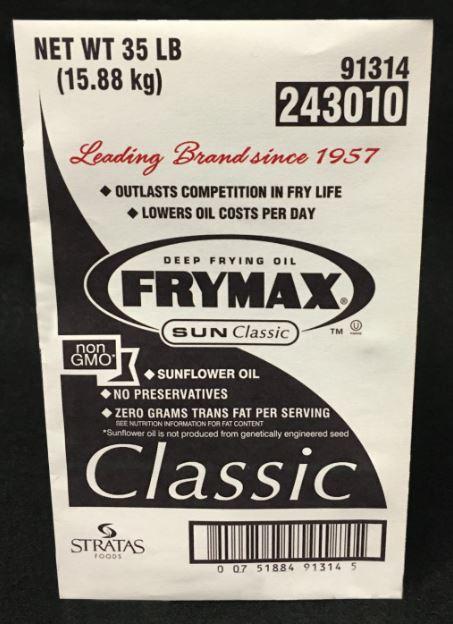 NET WT 35 LB
(15.88 kg)
91314
243010
Leading Brand since 1957
◆ OUTLASTS COMPETITION IN FRY LIFE
◆ LOWERS OIL COSTS PER DAY
DEEP FRYING OIL
FRYMAX®
SUN Classic ™ U
non
GMO*
◆ SUNFLOWER OIL
◆ NO PRESERVATIVES
◆ ZERO GRAMS TRANS FAT PER SERVING
SEE NUTRITION INFORMATION FOR FAT CONTENT
*Sunflower oil is not produced from genetically engineered seed
Classic
STRATAS
FOODS
0 07 51884 91314 5